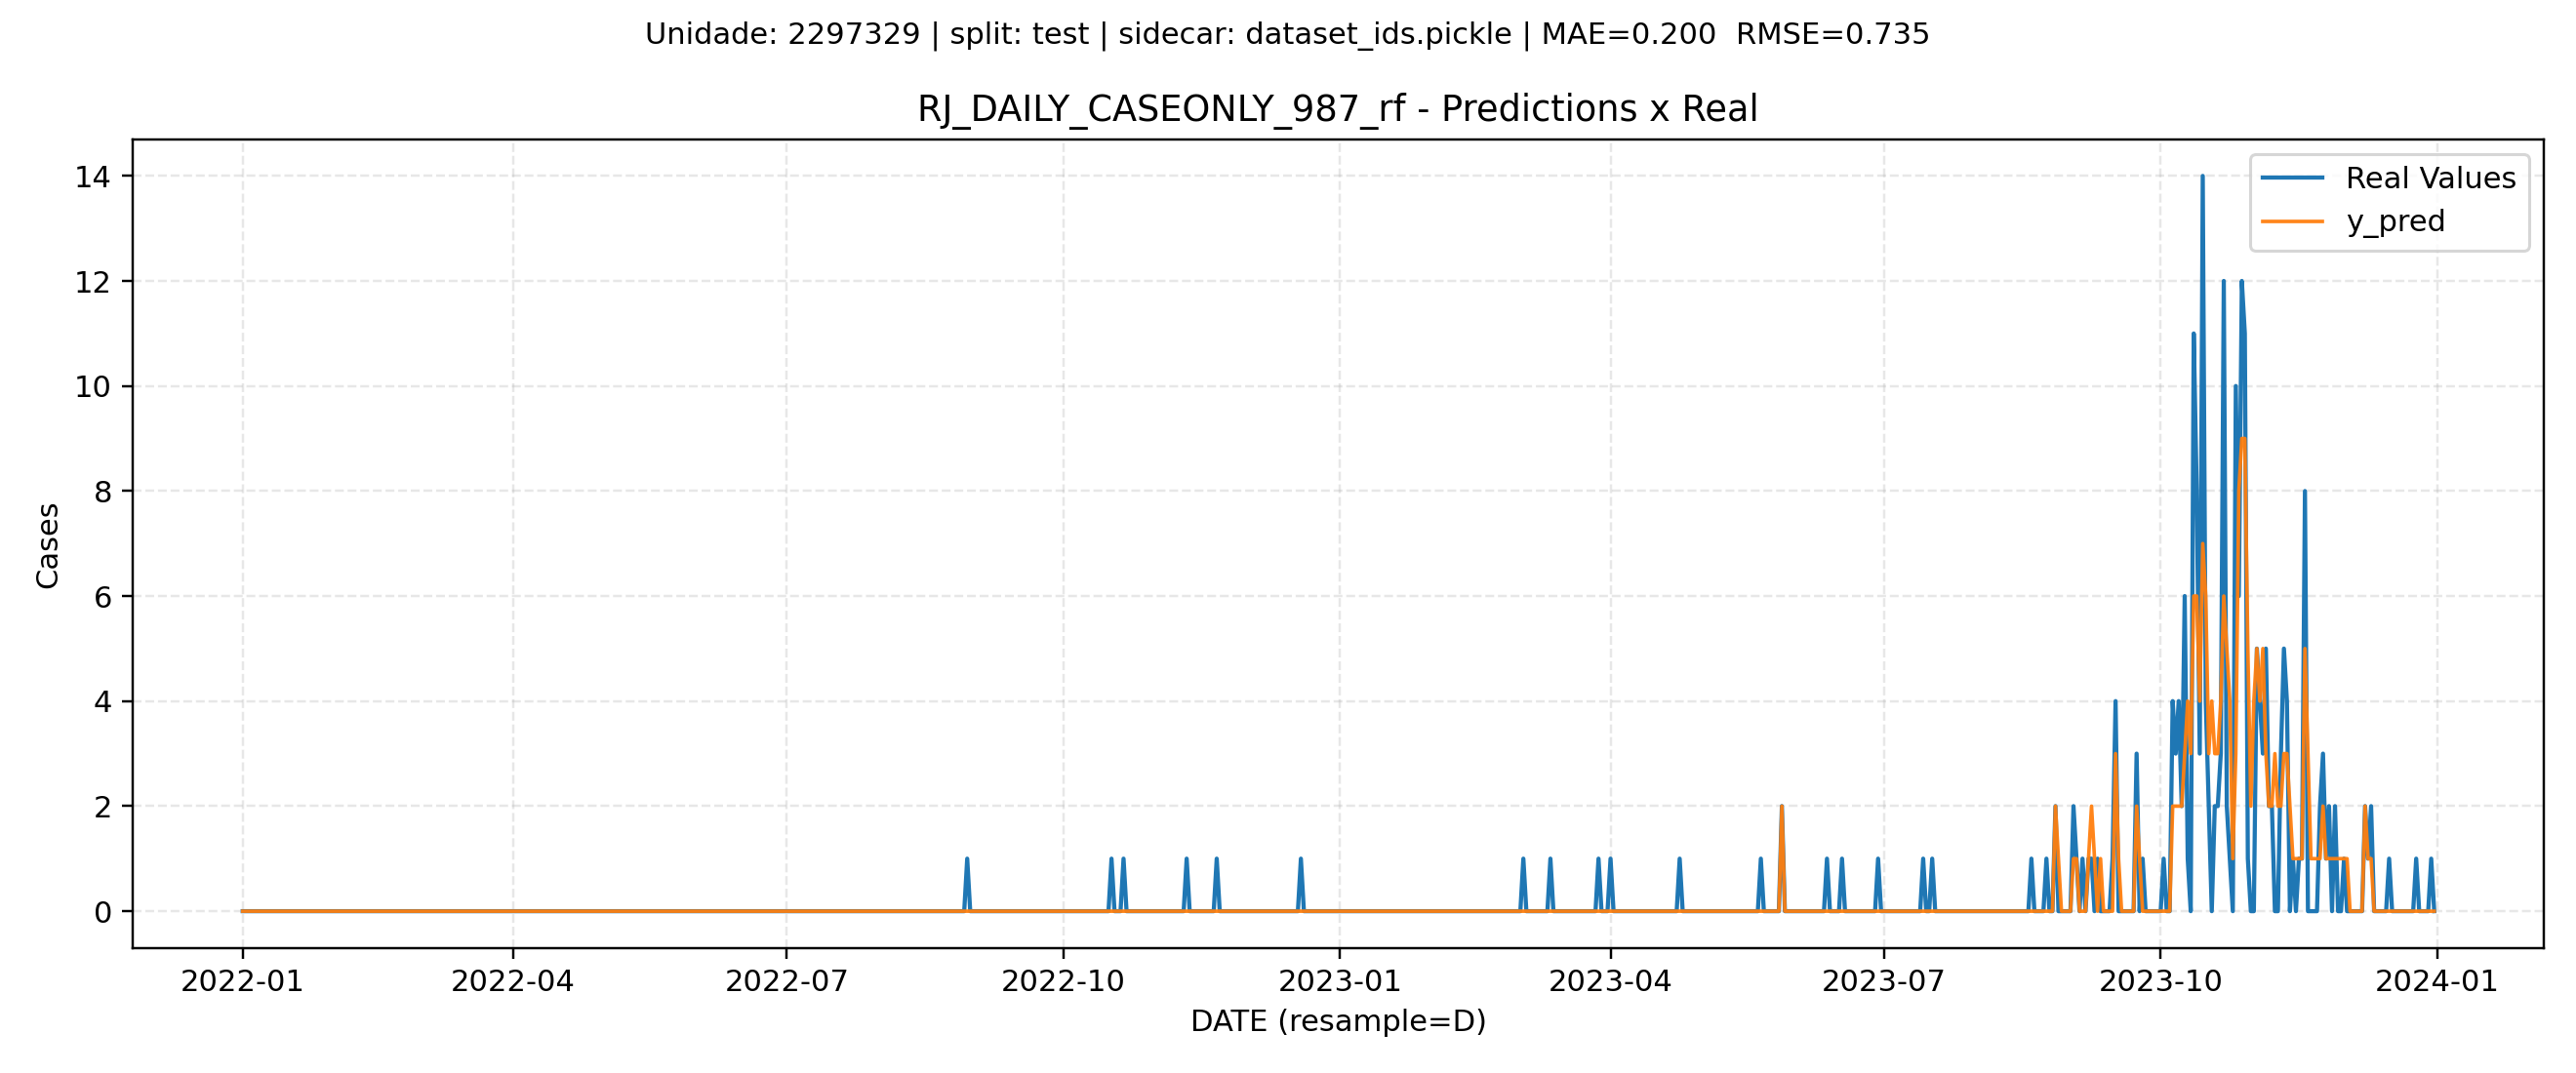 Unidade: 2297329 | split: test | sidecar: dataset_ids.pickle | MAE=0.200  RMSE=0.735
RJ_DAILY_CASEONLY_987_rf - Predictions x Real
Real Values
y_pred
14
12
10
8
6
4
2
0
Cases
2022-01 2022-04 2022-07 2022-10 2023-01 2023-04 2023-07 2023-10 2024-01
DATE (resample=D)